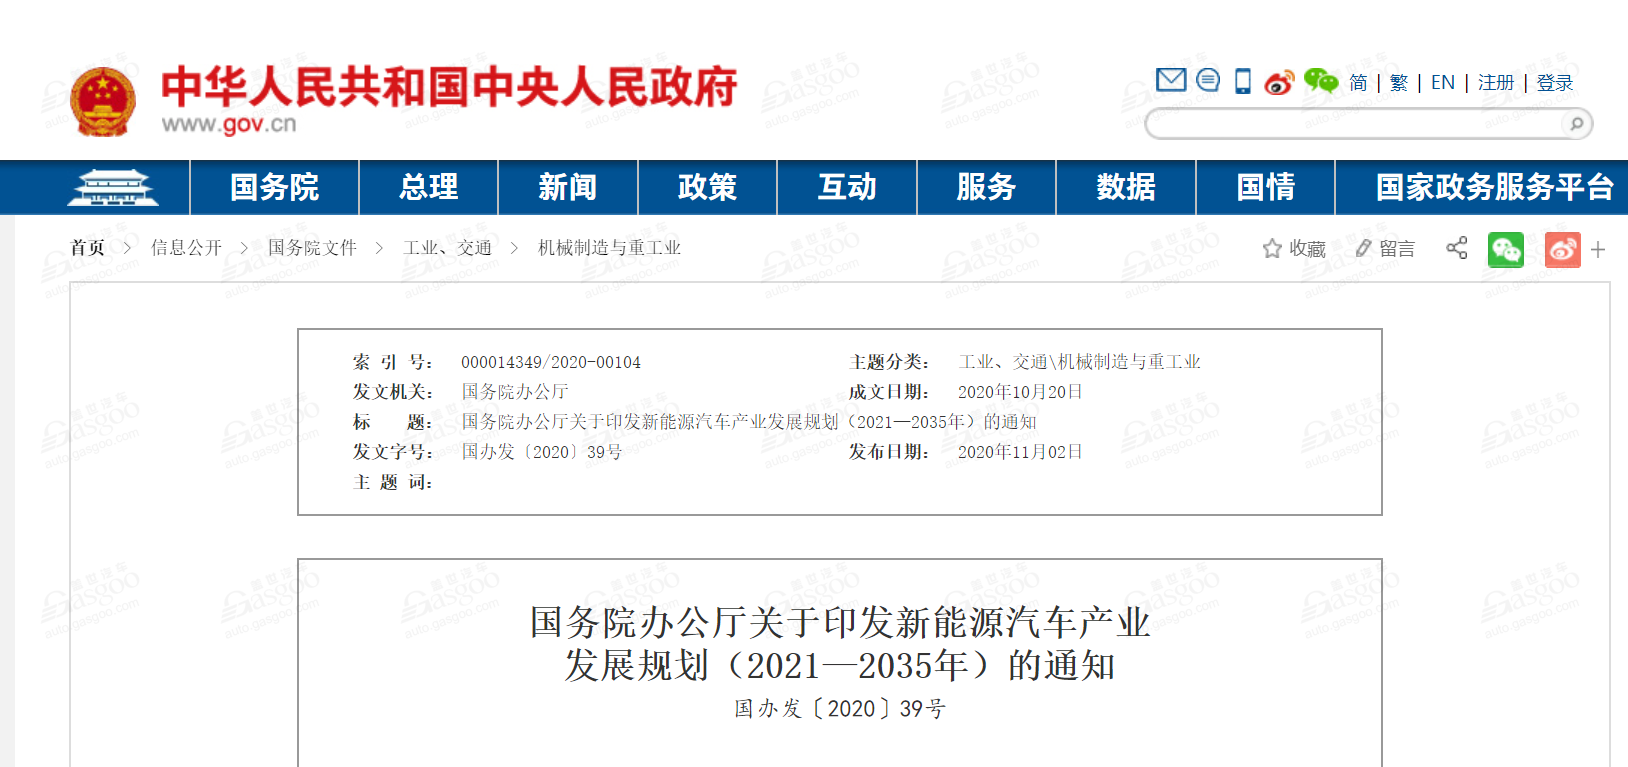 中华人民共和国中央人民政府
www.gov.cn
简 | 繁 | EN | 注册 | 登录
国务院 总理 新闻 政策 互动 服务 数据 国情 国家政务服务平台
首页 > 信息公开 > 国务院文件 > 工业、交通 > 机械制造与重工业
收藏 留言
索 引 号： 000014349/2020-00104 主题分类： 工业、交通\机械制造与重工业
发文机关： 国务院办公厅 成文日期： 2020年10月20日
标 题： 国务院办公厅关于印发新能源汽车产业发展规划（2021—2035年）的通知
发文字号： 国办发〔2020〕39号 发布日期： 2020年11月02日
主 题 词：
国务院办公厅关于印发新能源汽车产业
发展规划（2021—2035年）的通知
国办发〔2020〕39号
盖世汽车
Gasgoo
auto.gasgoo.com